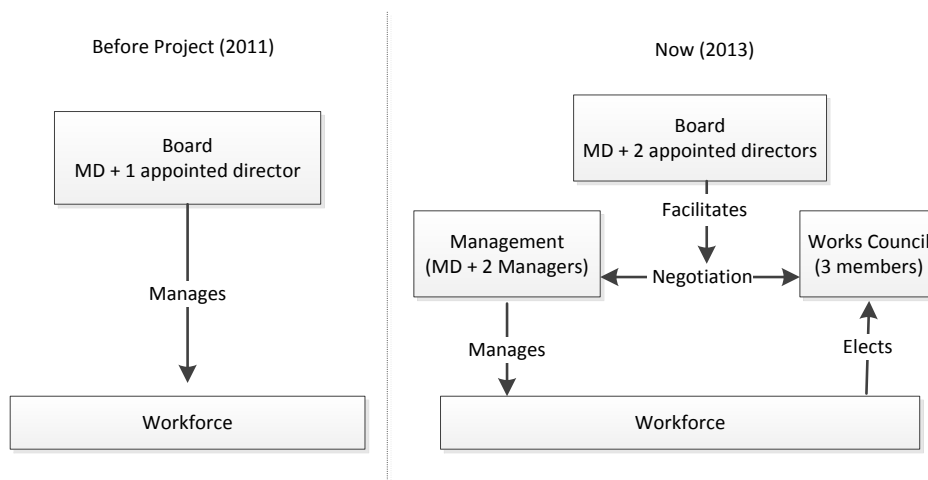 Before Project (2011)
Board
MD + 1 appointed director
Manages
Workforce
Now (2013)
Board
MD + 2 appointed directors
Facilitates
Management
(MD + 2 Managers)
Negotiation
Works Council
(3 members)
Manages
Elects
Workforce